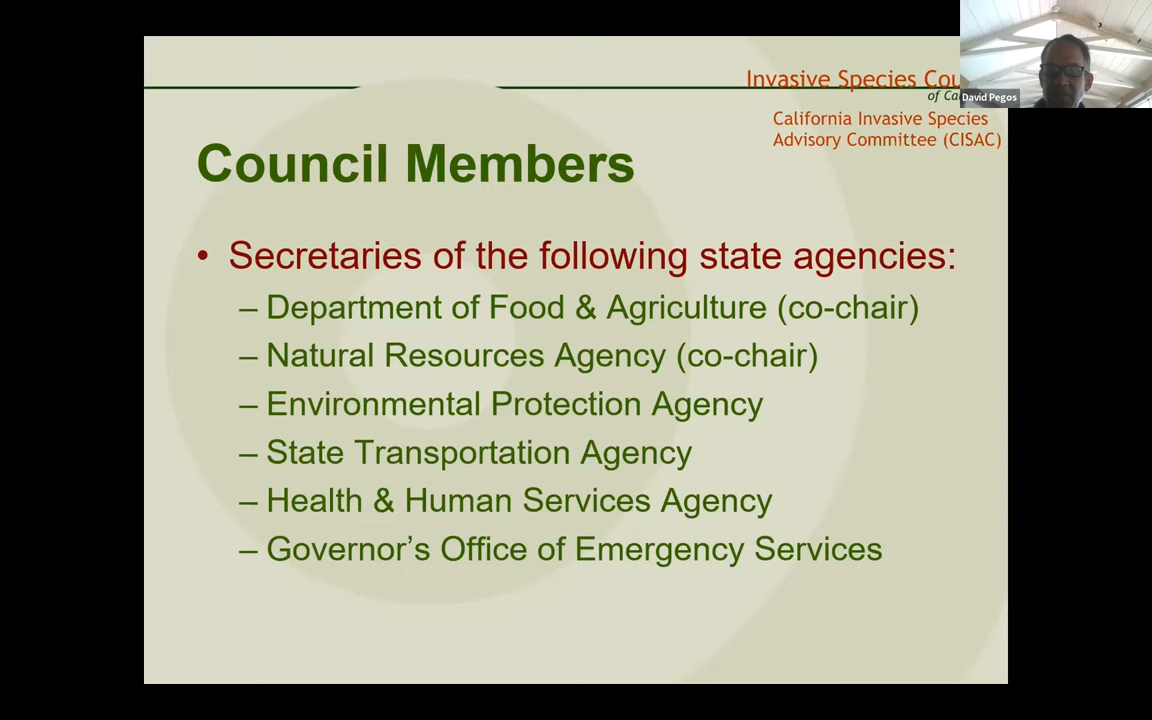 Invasive Species Cou
of Ca
David Pegos
California Invasive Species
Advisory Committee (CISAC)
Council Members
• Secretaries of the following state agencies:
– Department of Food & Agriculture (co-chair)
– Natural Resources Agency (co-chair)
– Environmental Protection Agency
– State Transportation Agency
– Health & Human Services Agency
– Governor’s Office of Emergency Services